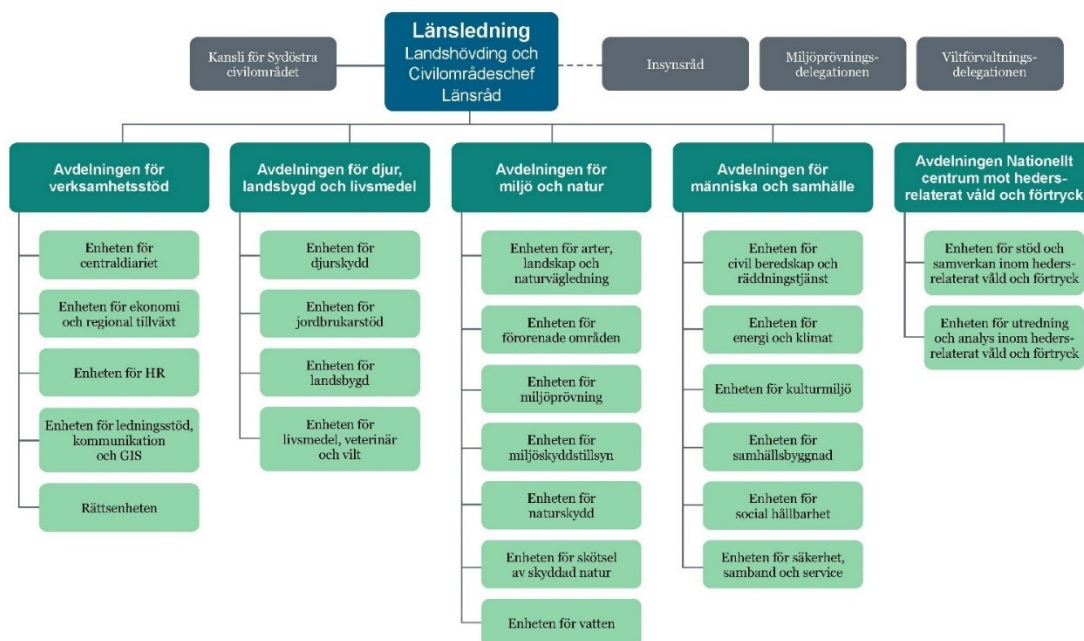 Länsledning
Landshövding och
Civilområdeschef
Länsråd
Kansli för Sydöstra
civilområdet
Insynsråd
Miljöprövnings-
delegationen
Viltförvaltnings-
delegationen
Avdelningen för
verksamhetsstöd
Enheten för
centraldiariet
Enheten för ekonomi
och regional tillväxt
Enheten för HR
Enheten för ledningsstöd,
kommunikation
och GIS
Rättsenheten
Avdelningen för djur,
landsbygd och livsmedel
Enheten för
djurskydd
Enheten för
jordbrukarstöd
Enheten för
landsbygd
Enheten för
livsmedel, veterinär
och vilt
Avdelningen för
miljö och natur
Enheten för arter,
landskap och
naturvägledning
Enheten för
förorenade områden
Enheten för
miljöprövning
Enheten för
miljöskyddstillsyn
Enheten för
naturskydd
Enheten för skötsel
av skyddad natur
Enheten för vatten
Avdelningen för
människa och samhälle
Enheten för
civil beredskap och
räddningstjänst
Enheten för
energi och klimat
Enheten för kulturmiljö
Enheten för
samhällsbyggnad
Enheten för
social hållbarhet
Enheten för säkerhet,
samband och service
Avdelningen Nationellt
centrum mot heders-
relaterat våld och förtryck
Enheten för stöd och
samverkan inom heders-
relaterat våld och förtryck
Enheten för utredning
och analys inom heders-
relaterat våld och förtryck